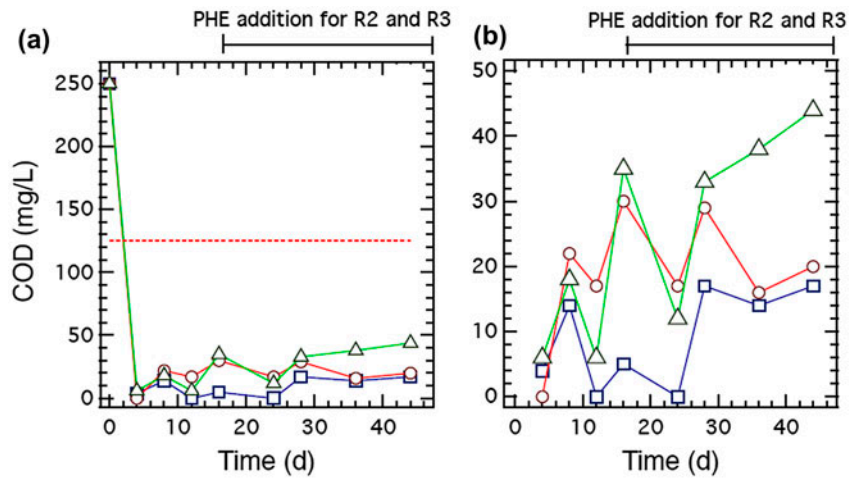 PHE addition for R2 and R3
PHE addition for R2 and R3
(a)
(b)
250
200
150
100
50
0
COD (mg/L)
0 10 20 30 40
Time (d)
50
40
30
20
10
0
0 10 20 30 40
Time (d)